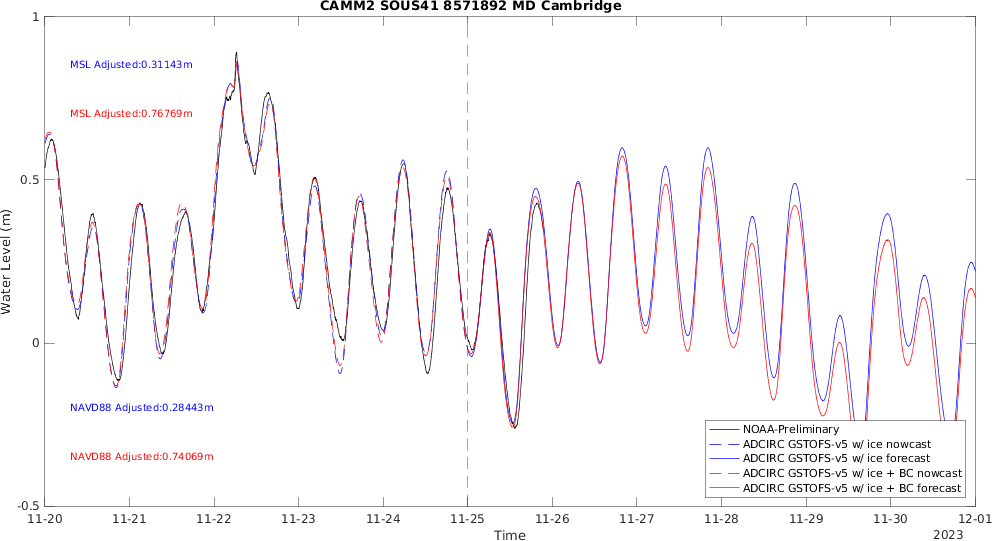 CAMM2 SOUS41 8571892 MD Cambridge
1
MSL Adjusted:0.31143m
MSL Adjusted:0.76769m
0.5
Water Level (m)
0
NAVD88 Adjusted:0.28443m
NAVD88 Adjusted:0.74069m
NOAA-Preliminary
ADCIRC GSTOFS-v5 w/ ice nowcast
ADCIRC GSTOFS-v5 w/ ice forecast
ADCIRC GSTOFS-v5 w/ ice + BC nowcast
ADCIRC GSTOFS-v5 w/ ice + BC forecast
-0.5
11-20 11-21 11-22 11-23 11-24 11-25 11-26 11-27 11-28 11-29 11-30 12-01
Time
2023